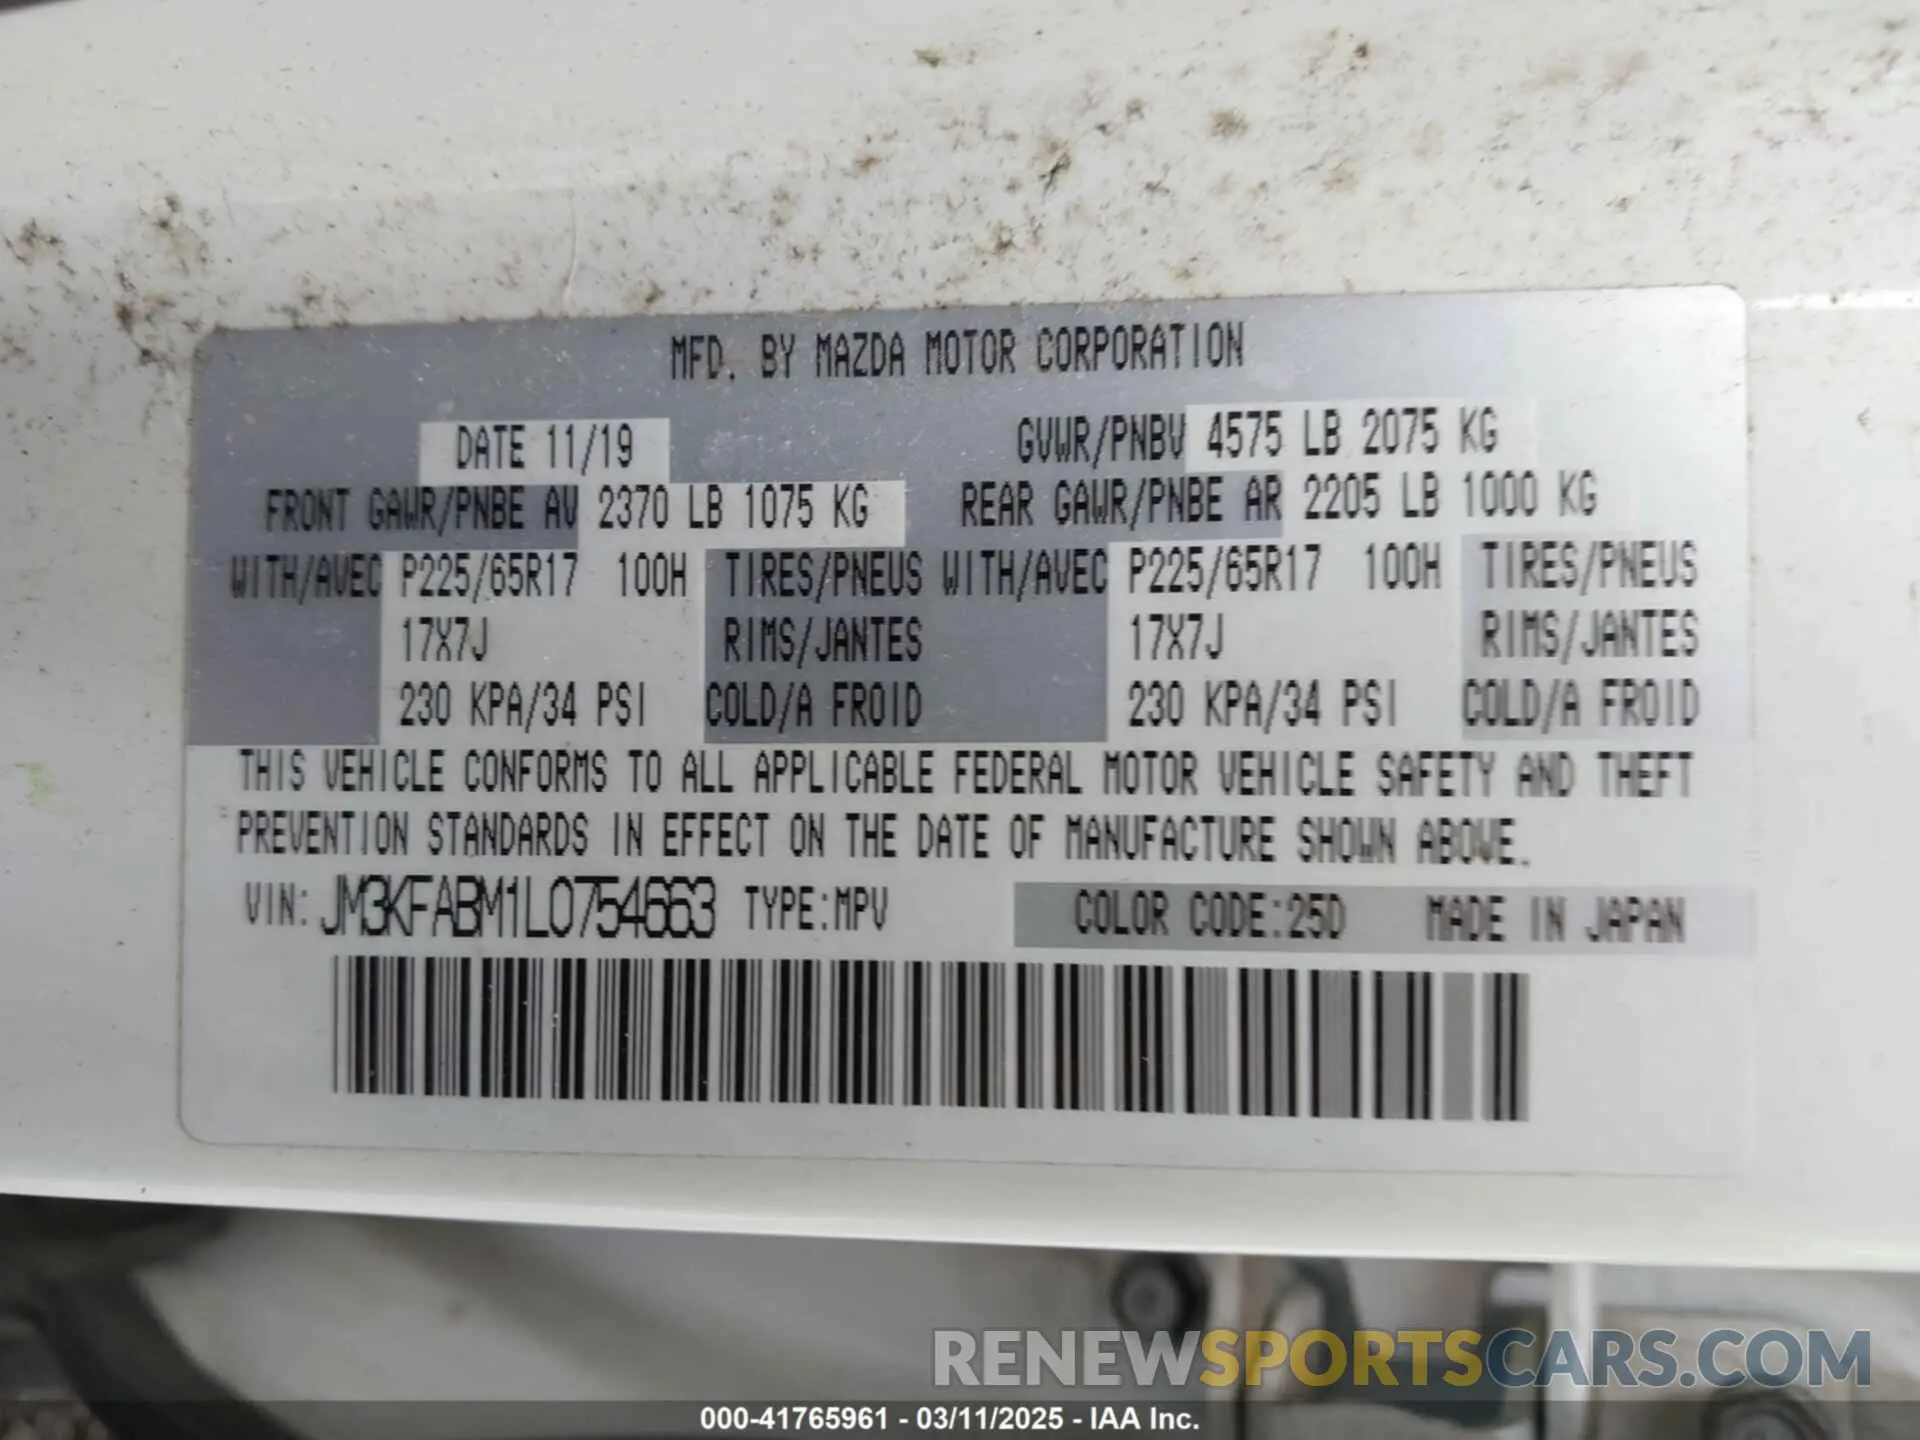 MFD. BY MAZDA MOTOR CORPORATION
DATE 11/19 GVWR/PNBV 4575 LB 2075 KG
FRONT GAWR/PNBE AV 2370 LB 1075 KG REAR GAWR/PNBE AR 2205 LB 1000 KG
WITH/AVEC P225/65R17 100H TIRES/PNEUS WITH/AVEC P225/65R17 100H TIRES/PNEUS
17X7J RIMS/JANTES 17X7J RIMS/JANTES
230 KPA/34 PSI COLD/A FROID 230 KPA/34 PSI COLD/A FROID
THIS VEHICLE CONFORMS TO ALL APPLICABLE FEDERAL MOTOR VEHICLE SAFETY AND THEFT
PREVENTION STANDARDS IN EFFECT ON THE DATE OF MANUFACTURE SHOWN ABOVE.
VIN: JM3KFABM1L0754663 TYPE:MPV COLOR CODE:25D MADE IN JAPAN
RENEWSPORTSCARS.COM
000-41765961 - 03/11/2025 - IAA Inc.